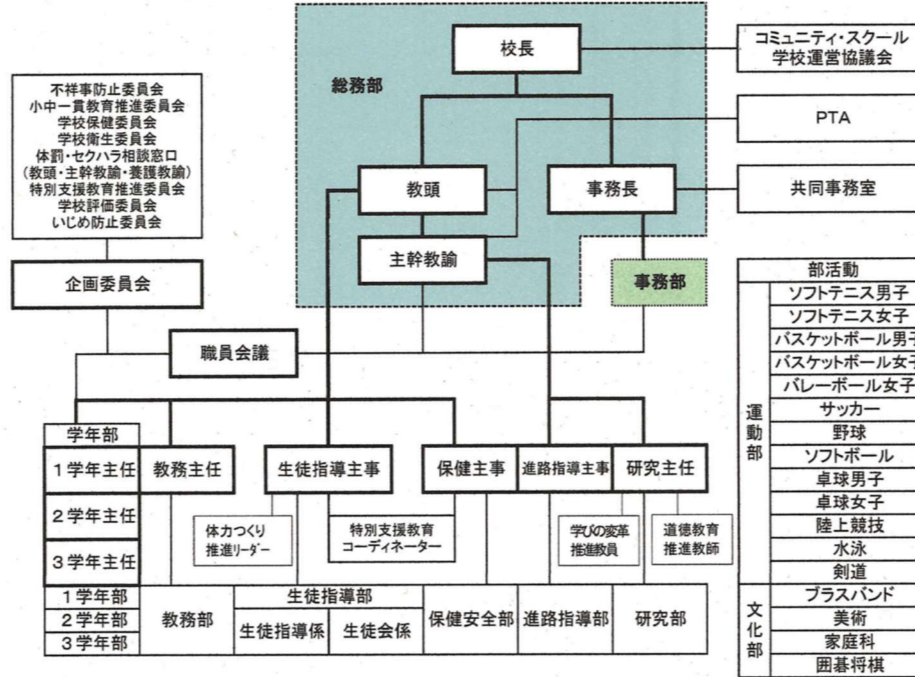 校長
総務部
コミュニティ・スクール
学校運営協議会
不祥事防止委員会
小中一貫教育推進委員会
学校保健委員会
学校衛生委員会
体罰・セクハラ相談窓口
(教頭・主幹教諭・養護教諭)
特別支援教育推進委員会
学校評価委員会
いじめ防止委員会
PTA
教頭
事務長
共同事務室
主幹教諭
企画委員会
事務部
職員会議
学年部
1学年主任
2学年主任
3学年主任
教務主任
生徒指導主事
保健主事
進路指導主事
研究主任
体力つくり
推進リーダー
特別支援教育
コーディネーター
学びの変革
推進教員
道徳教育
推進教師
1学年部
2学年部
3学年部
教務部
生徒指導部
生徒指導係
生徒会係
保健安全部
進路指導部
研究部
部活動
運動部
ソフトテニス男子
ソフトテニス女子
バスケットボール男子
バスケットボール女子
バレーボール女子
サッカー
野球
ソフトボール
卓球男子
卓球女子
陸上競技
水泳
剣道
文化部
ブラスバンド
美術
家庭科
囲碁将棋